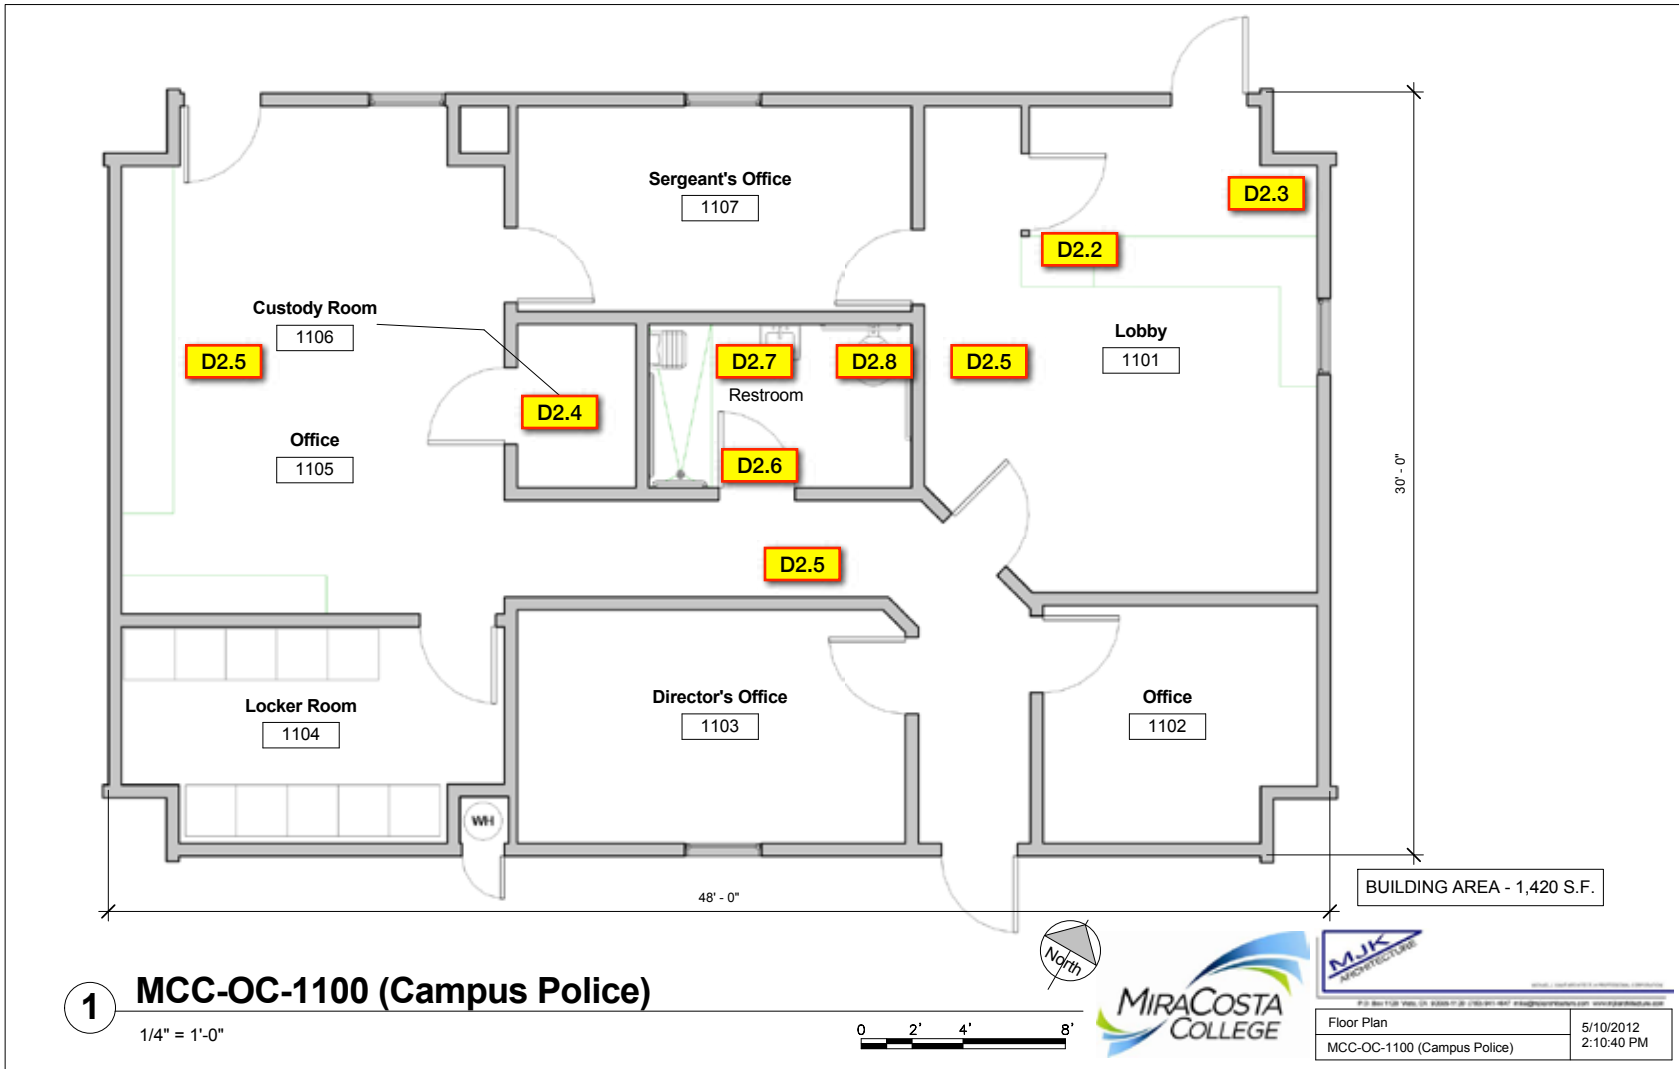 Sergeant's Office
1107
D2.3
D2.2
Custody Room
1106
Lobby
1101
D2.5
D2.7
D2.8
D2.5
Restroom
D2.4
Office
1105
D2.6
30' - 0"
D2.5
Locker Room
1104
Director's Office
1103
Office
1102
WH
48' - 0"
BUILDING AREA - 1,420 S.F.
North
1
MCC-OC-1100 (Campus Police)
1/4" = 1'-0"
0 2' 4' 8'
MIRACOSTA
COLLEGE
MJK
ARCHITECTURE
Floor Plan
MCC-OC-1100 (Campus Police)
5/10/2012
2:10:40 PM